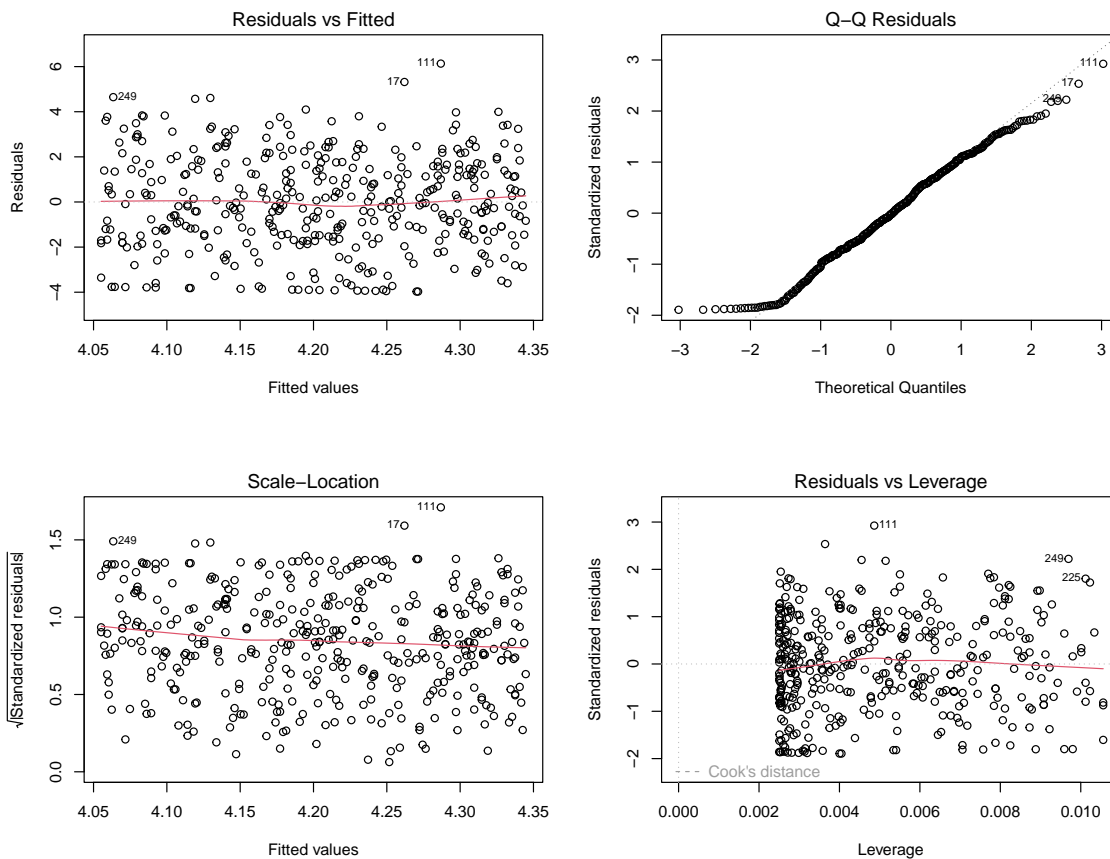 Residuals vs Fitted
Residuals
6
4
2
0
−2
−4
111
17
249
4.05 4.10 4.15 4.20 4.25 4.30 4.35
Fitted values
Q−Q Residuals
Standardized residuals
3
2
1
0
−1
−2
111
17
249
−3 −2 −1 0 1 2 3
Theoretical Quantiles
Scale−Location
√|Standardized residuals|
1.5
1.0
0.5
0.0
111
17
249
4.05 4.10 4.15 4.20 4.25 4.30 4.35
Fitted values
Residuals vs Leverage
Standardized residuals
3
2
1
0
−1
−2
111
249
225
Cook's distance
0.000 0.002 0.004 0.006 0.008 0.010
Leverage